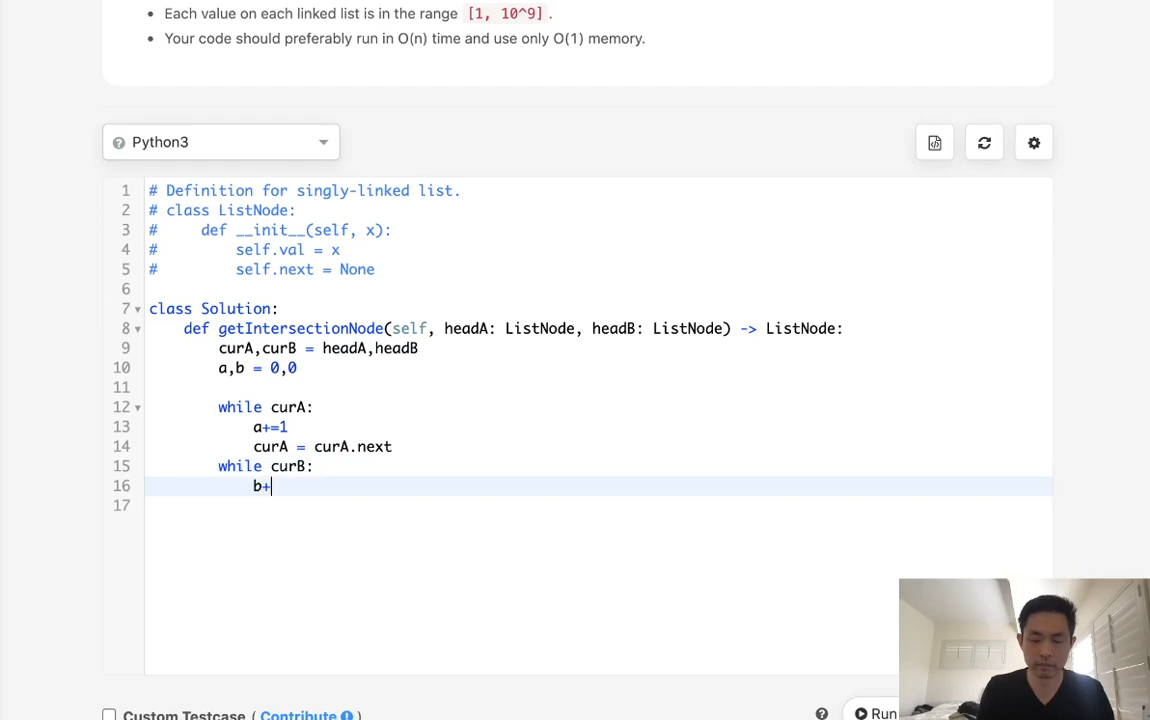 Each value on each linked list is in the range [1, 10^9] .
Your code should preferably run in O(n) time and use only O(1) memory.
Python3
1 # Definition for singly-linked list.
2 # class ListNode:
3 #     def __init__(self, x):
4 #         self.val = x
5 #         self.next = None
6
7 class Solution:
8     def getIntersectionNode(self, headA: ListNode, headB: ListNode) -> ListNode:
9         curA,curB = headA,headB
10         a,b = 0,0
11
12         while curA:
13             a+=1
14             curA = curA.next
15         while curB:
16             b+
17
Custom Testcase ( Contribute )
Run